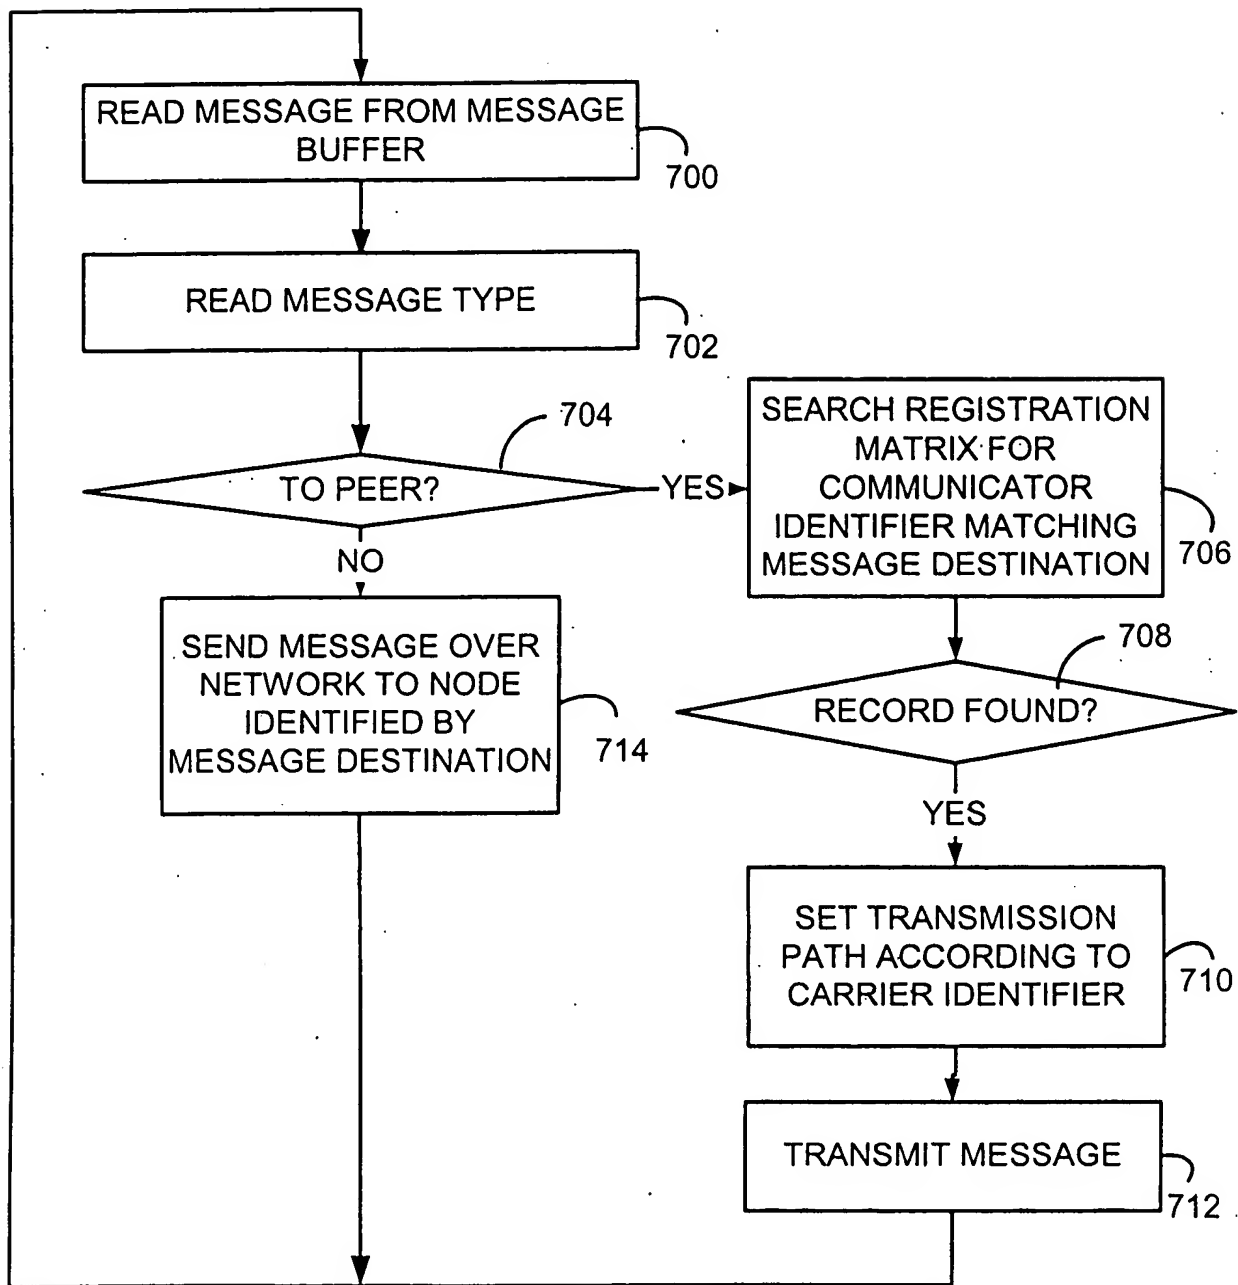 READ MESSAGE FROM MESSAGE
BUFFER
700
READ MESSAGE TYPE
702
704
TO PEER?
YES
NO
SEARCH REGISTRATION
MATRIX FOR
COMMUNICATOR
IDENTIFIER MATCHING
MESSAGE DESTINATION
706
SEND MESSAGE OVER
NETWORK TO NODE
IDENTIFIED BY
MESSAGE DESTINATION
714
708
RECORD FOUND?
YES
SET TRANSMISSION
PATH ACCORDING TO
CARRIER IDENTIFIER
710
TRANSMIT MESSAGE
712